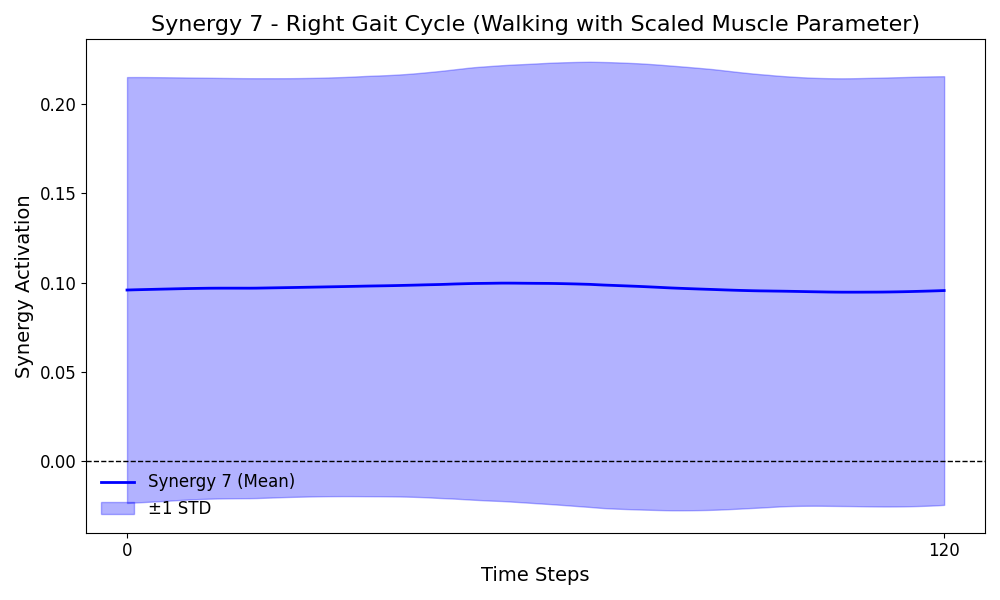 Synergy 7 - Right Gait Cycle (Walking with Scaled Muscle Parameter)
Synergy Activation
0.20
0.15
0.10
0.05
0.00
Synergy 7 (Mean)
±1 STD
0
120
Time Steps